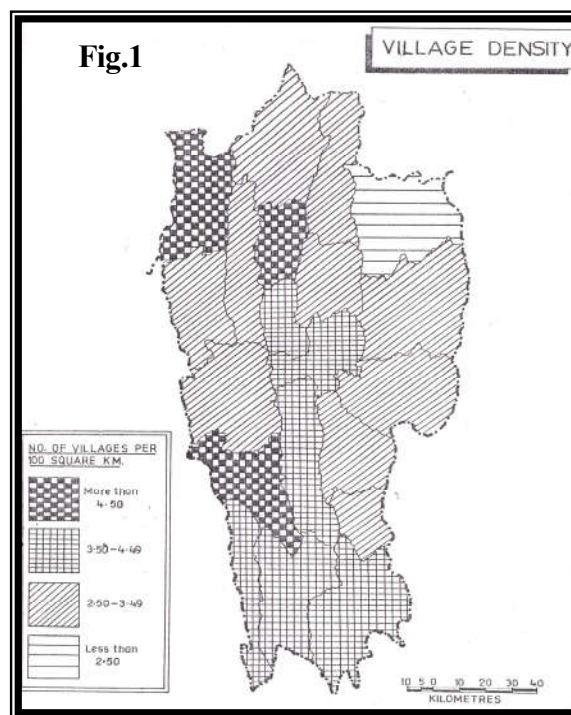 Fig.1
VILLAGE DENSITY
NO. OF VILLAGES PER
100 SQUARE KM.
More than
4·50
3·50-4·49
2·50-3·49
Less than
2·50
10 5 0 10 20 30 40
KILOMETRES